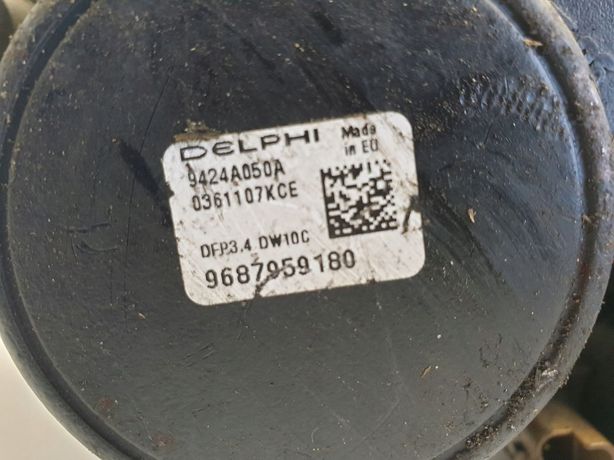 DELPHI Made in EU
9424A050A
0361107KCE
DFP3.4 DW10C
9687959180